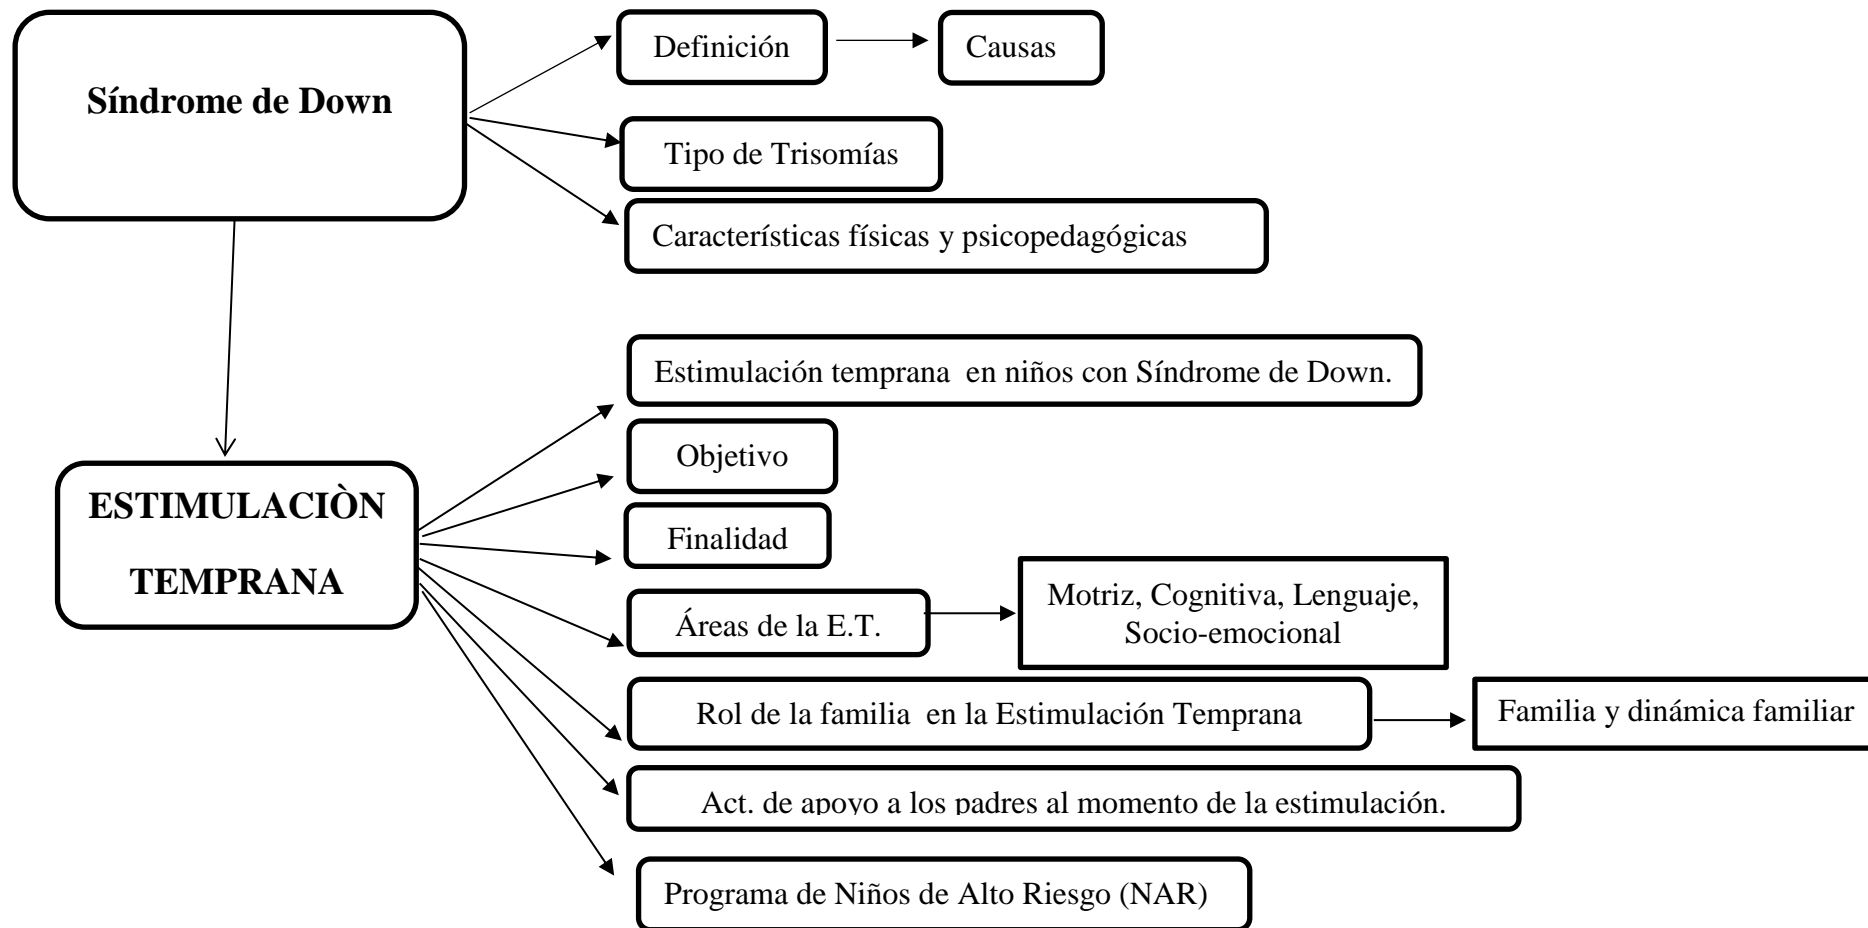 Síndrome de Down
Definición
Causas
Tipo de Trisomías
Características físicas y psicopedagógicas
ESTIMULACIÒN
TEMPRANA
Estimulación temprana  en niños con Síndrome de Down.
Objetivo
Finalidad
Áreas de la E.T.
Motriz, Cognitiva, Lenguaje,
Socio-emocional
Rol de la familia  en la Estimulación Temprana
Familia y dinámica familiar
Act. de apoyo a los padres al momento de la estimulación.
Programa de Niños de Alto Riesgo (NAR)